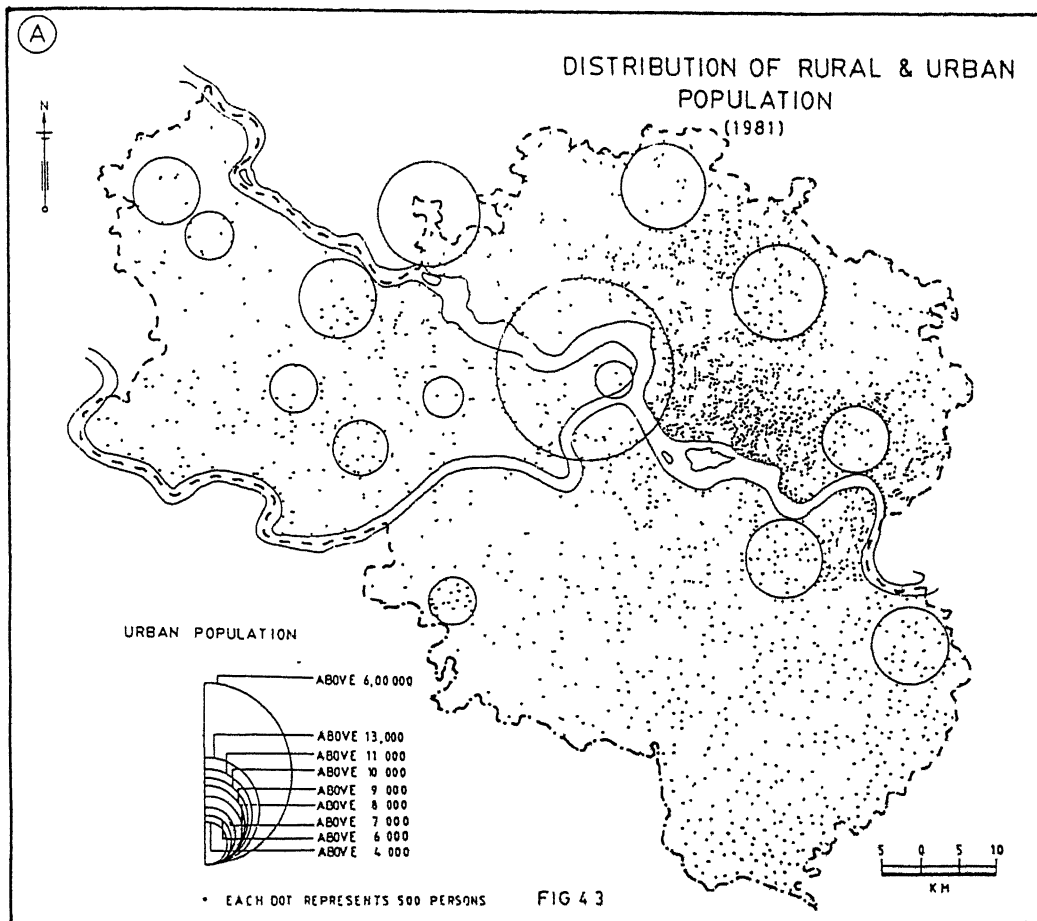 A
DISTRIBUTION OF RURAL & URBAN
POPULATION
(1981)
N
URBAN POPULATION
ABOVE 6,00 000
ABOVE 13,000
ABOVE 11 000
ABOVE 10 000
ABOVE 9 000
ABOVE 8 000
ABOVE 7 000
ABOVE 6 000
ABOVE 4 000
• EACH DOT REPRESENTS 500 PERSONS
FIG 4 3
5 0 5 10
KM